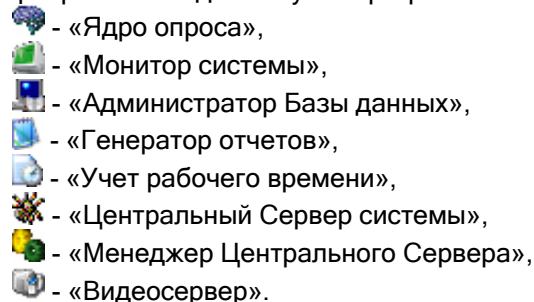 - «Ядро опроса»,
- «Монитор системы»,
- «Администратор Базы данных»,
- «Генератор отчетов»,
- «Учет рабочего времени»,
- «Центральный Сервер системы»,
- «Менеджер Центрального Сервера»,
- «Видеосервер».